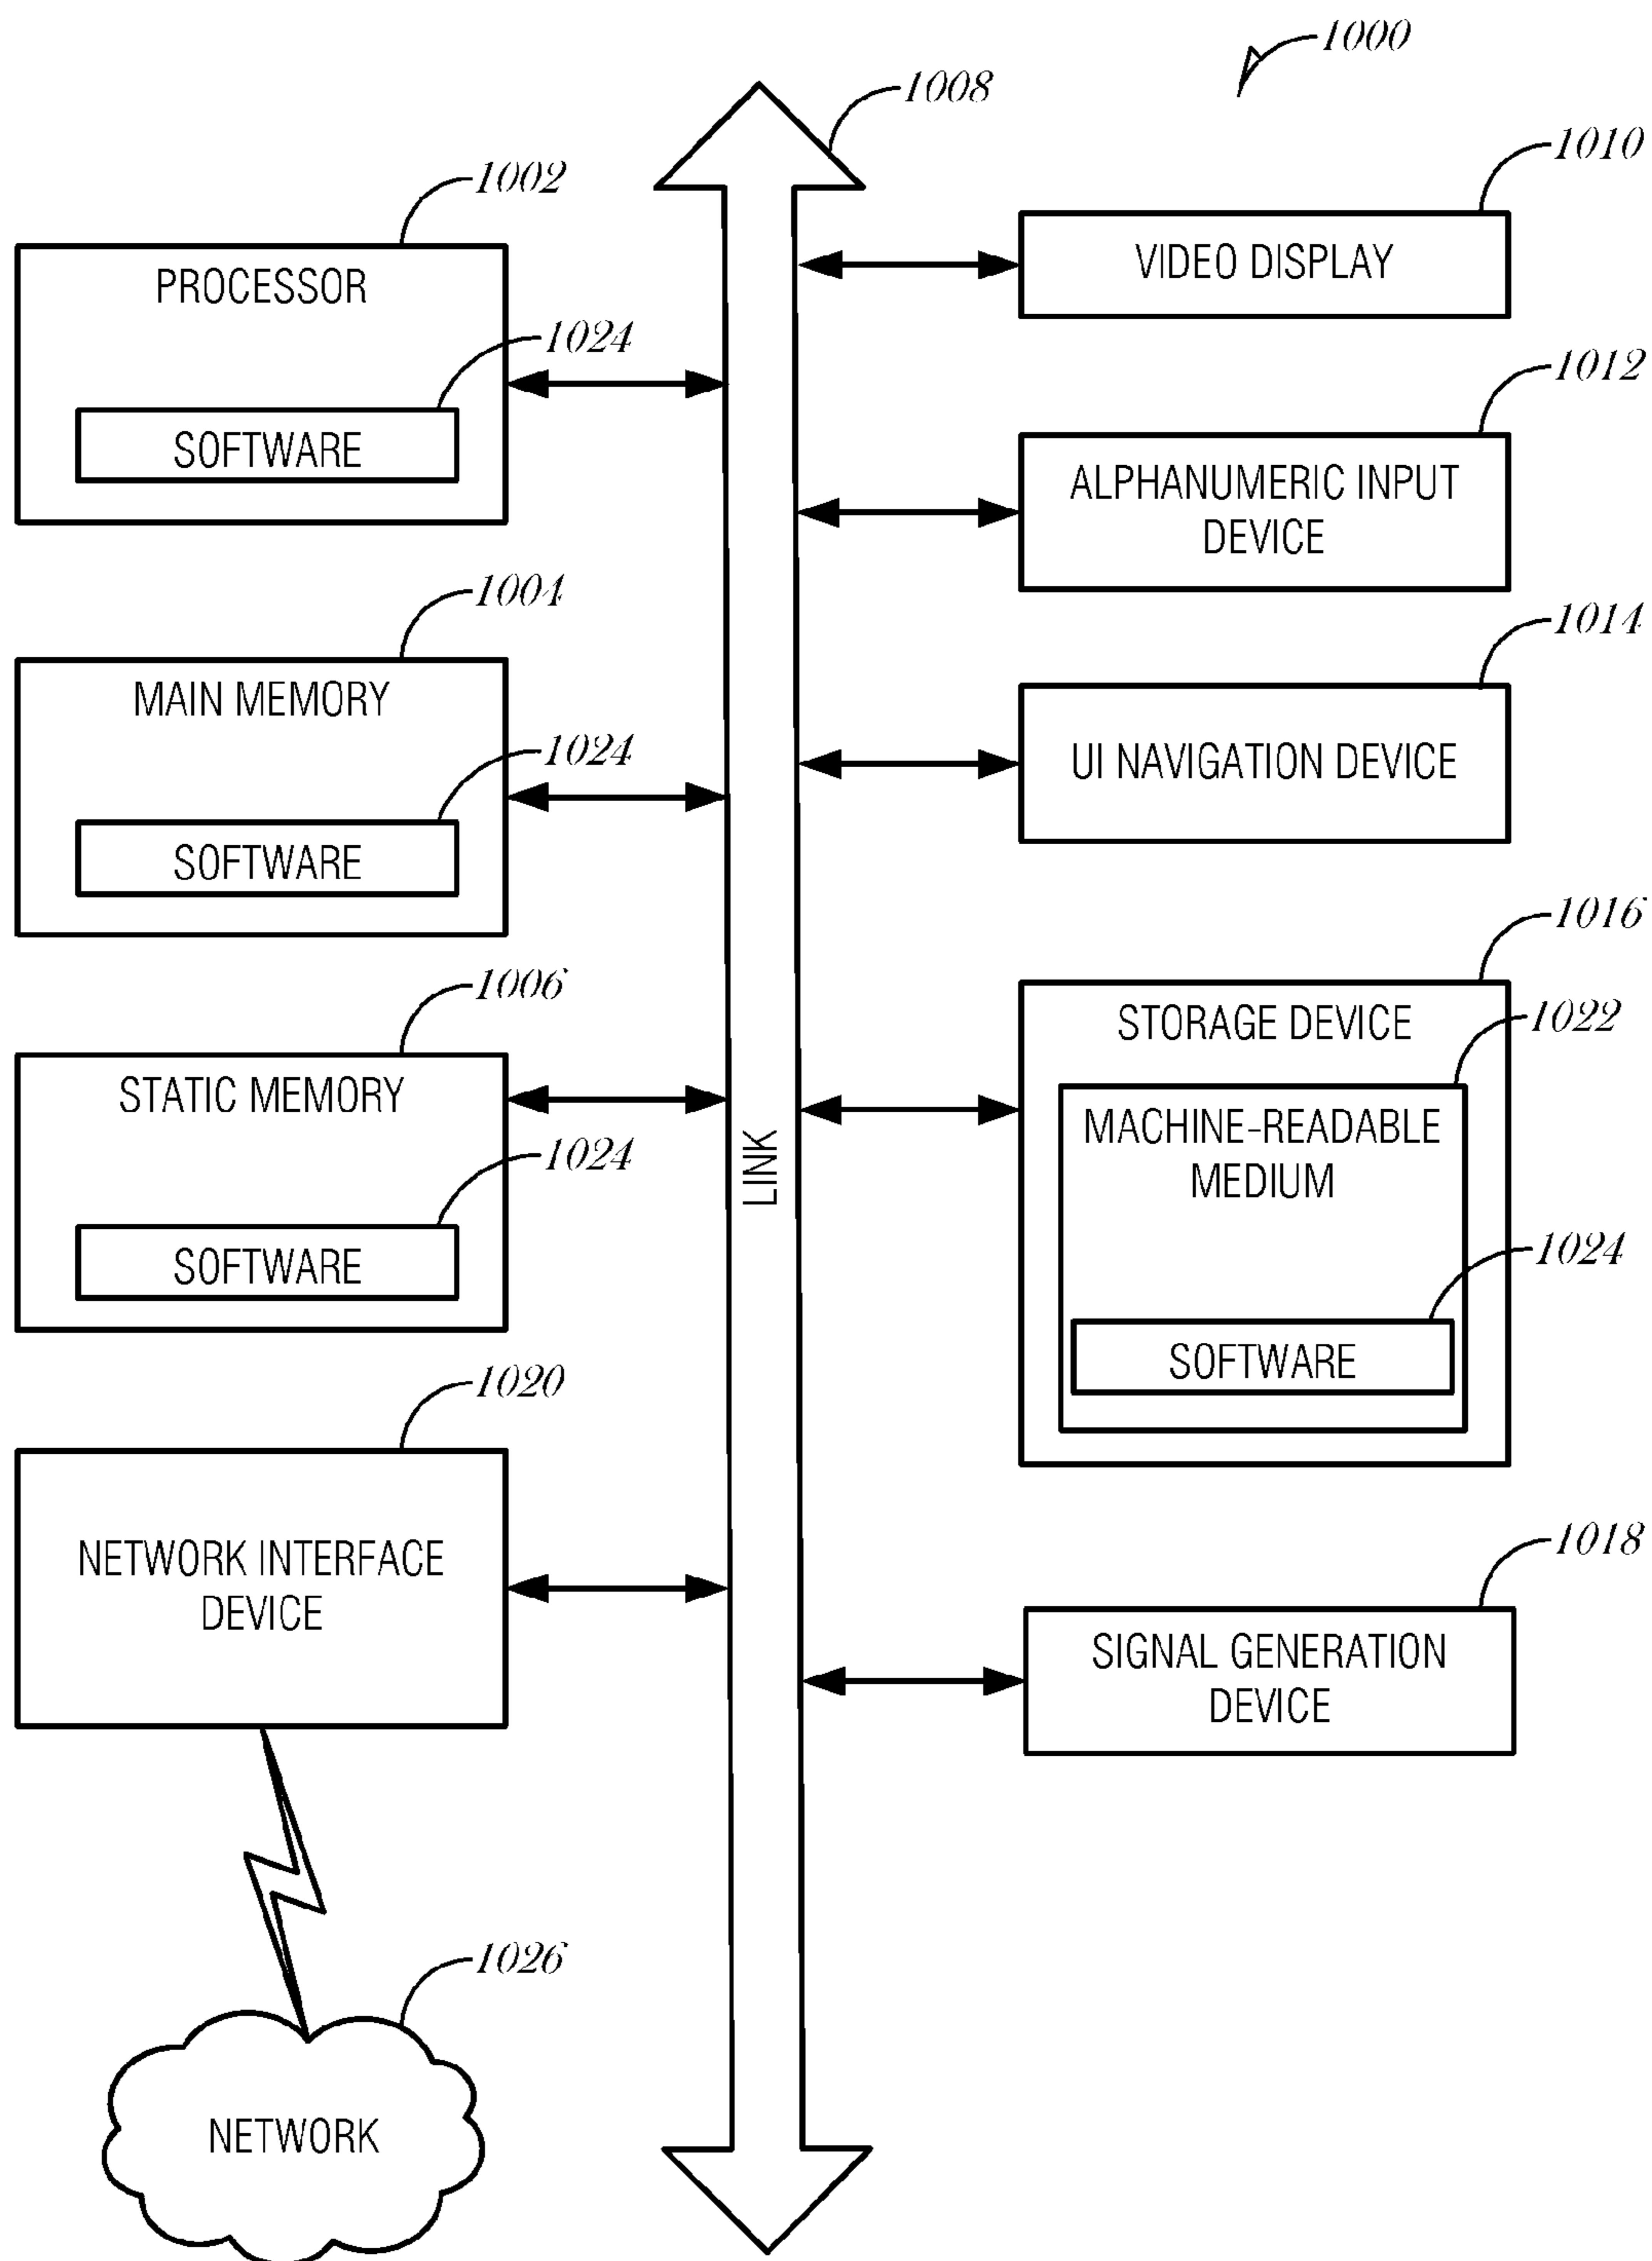 1000
1008
1002
PROCESSOR
1024
SOFTWARE
1004
MAIN MEMORY
1024
SOFTWARE
1006
STATIC MEMORY
1024
SOFTWARE
1020
NETWORK INTERFACE
DEVICE
1026
NETWORK
LINK
1010
VIDEO DISPLAY
1012
ALPHANUMERIC INPUT
DEVICE
1014
UI NAVIGATION DEVICE
1016
STORAGE DEVICE
1022
MACHINE-READABLE
MEDIUM
1024
SOFTWARE
1018
SIGNAL GENERATION
DEVICE